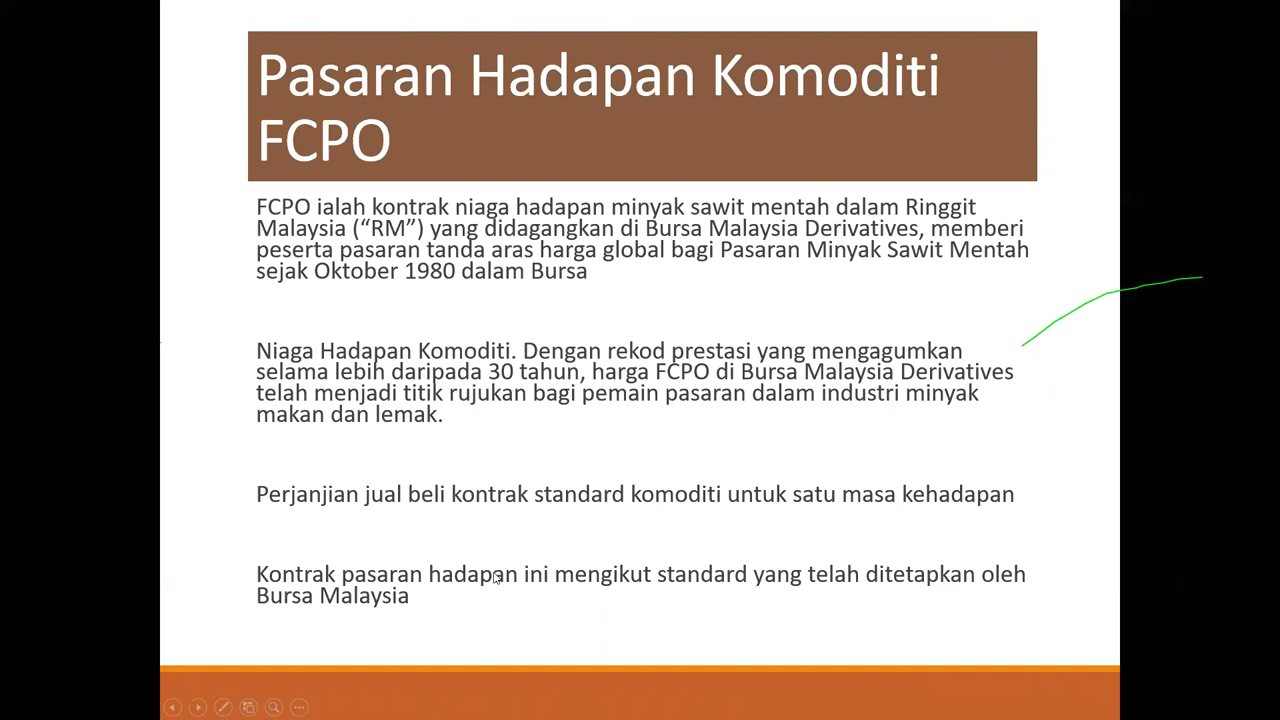 Pasaran Hadapan Komoditi
FCPO
FCPO ialah kontrak niaga hadapan minyak sawit mentah dalam Ringgit
Malaysia (“RM”) yang didagangkan di Bursa Malaysia Derivatives, memberi
peserta pasaran tanda aras harga global bagi Pasaran Minyak Sawit Mentah
sejak Oktober 1980 dalam Bursa
Niaga Hadapan Komoditi. Dengan rekod prestasi yang mengagumkan
selama lebih daripada 30 tahun, harga FCPO di Bursa Malaysia Derivatives
telah menjadi titik rujukan bagi pemain pasaran dalam industri minyak
makan dan lemak.
Perjanjian jual beli kontrak standard komoditi untuk satu masa kehadapan
Kontrak pasaran hadapan ini mengikut standard yang telah ditetapkan oleh
Bursa Malaysia